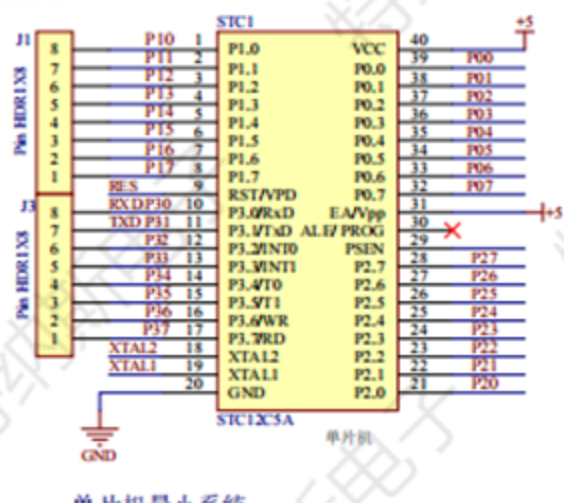 STC1
+5
J1
Pin HDR1X8
8 P10 1 P1.0 VCC 40
7 P11 2 P1.1 P0.0 39 P00
6 P12 3 P1.2 P0.1 38 P01
5 P13 4 P1.3 P0.2 37 P02
4 P14 5 P1.4 P0.3 36 P03
3 P15 6 P1.5 P0.4 35 P04
2 P16 7 P1.6 P0.5 34 P05
1 P17 8 P1.7 P0.6 33 P06
RES 9 RST/VPD P0.7 32 P07
J3
Pin HDR1X8
8 RXD P30 10 P3.0/RxD EA/Vpp 31 +5
7 TXD P31 11 P3.1/TxD ALE/PROG 30
6 P32 12 P3.2/INT0 PSEN 29
5 P33 13 P3.3/INT1 P2.7 28 P27
4 P34 14 P3.4/T0 P2.6 27 P26
3 P35 15 P3.5/T1 P2.5 26 P25
2 P36 16 P3.6/WR P2.4 25 P24
1 P37 17 P3.7/RD P2.3 24 P23
XTAL2 18 XTAL2 P2.2 23 P22
XTAL1 19 XTAL1 P2.1 22 P21
20 GND P2.0 21 P20
STC12C5A
单片机
GND
单片机最小系统